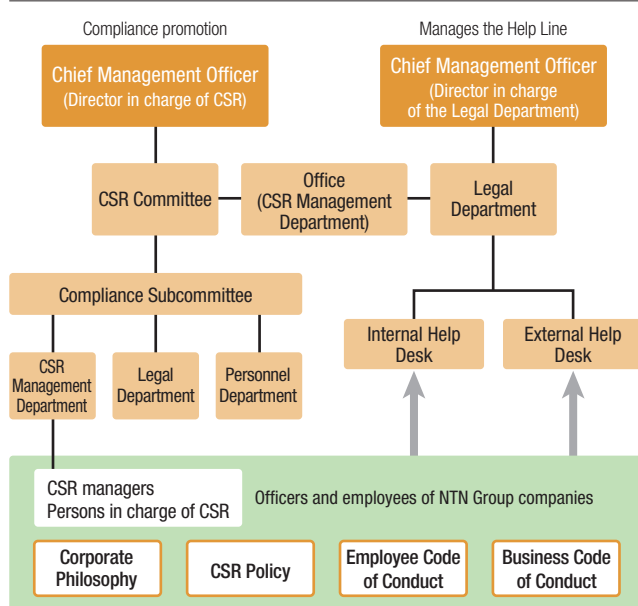 Compliance promotion
Manages the Help Line
Chief Management Officer
(Director in charge of CSR)
Chief Management Officer
(Director in charge
of the Legal Department)
CSR Committee
Office
(CSR Management
Department)
Legal
Department
Compliance Subcommittee
CSR
Management
Department
Legal
Department
Personnel
Department
Internal Help
Desk
External Help
Desk
CSR managers
Persons in charge of CSR
Officers and employees of NTN Group companies
Corporate
Philosophy
CSR Policy
Employee Code
of Conduct
Business Code
of Conduct